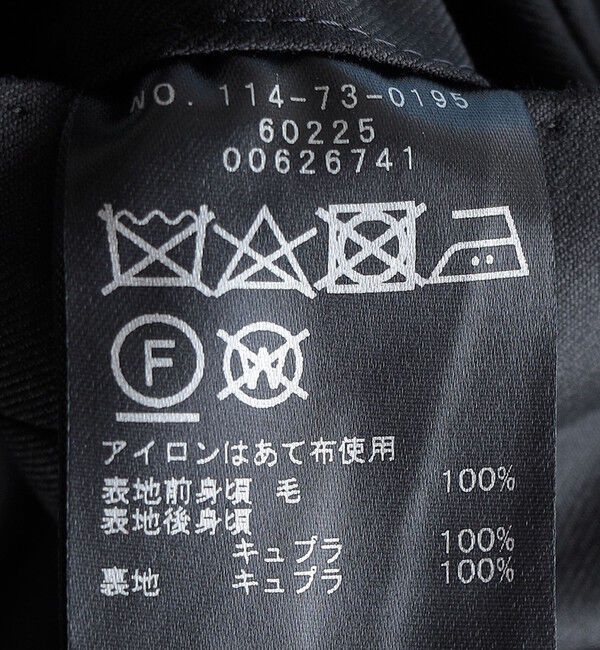 NO. 114-73-0195
60225
00626741
F W
アイロンはあて布使用
表地前身頃 毛 100%
表地後身頃
キュプラ 100%
裏地 キュプラ 100%